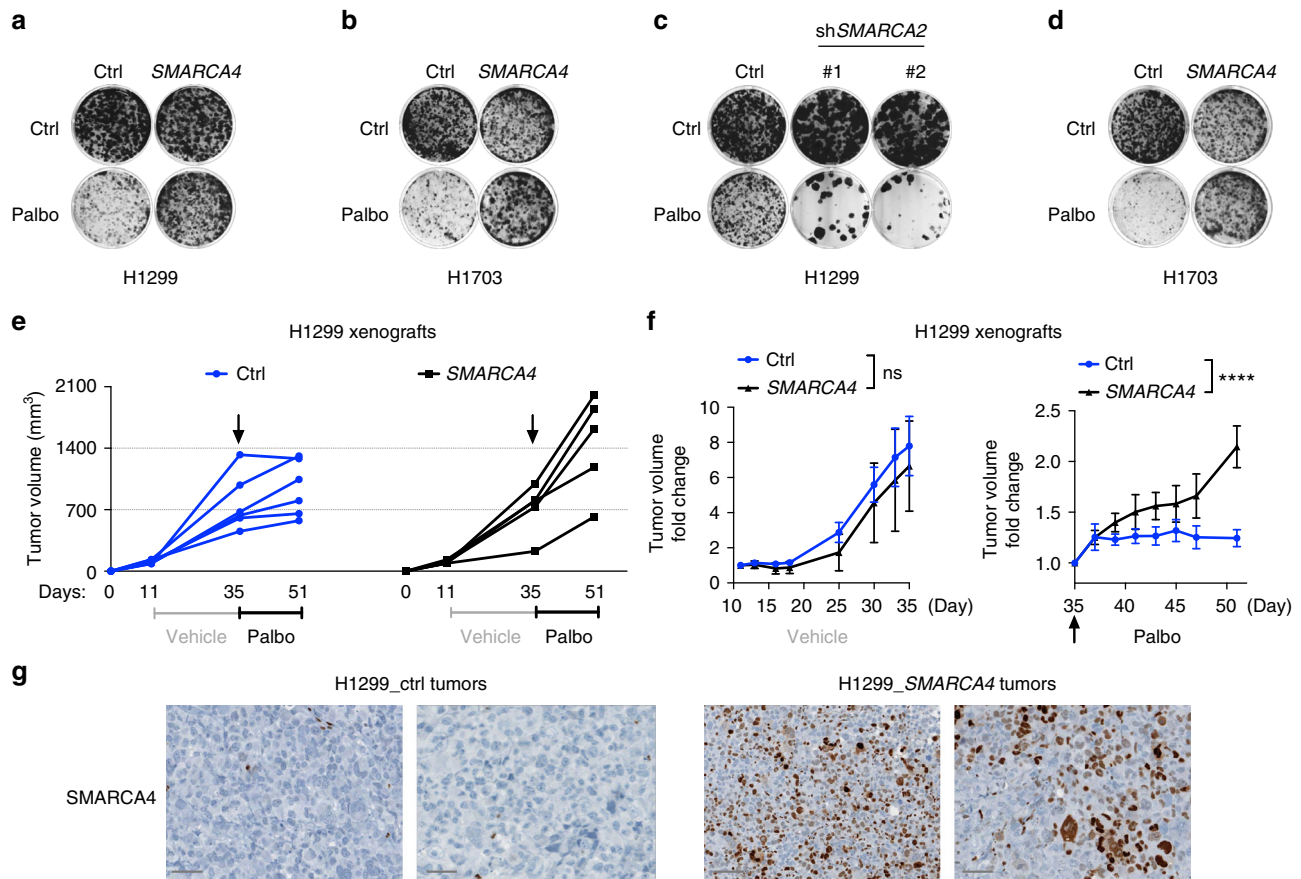 a
b
c
d
shSMARCA2
Ctrl SMARCA4
Ctrl SMARCA4
Ctrl #1 #2
Ctrl SMARCA4
Ctrl
Ctrl
Ctrl
Ctrl
Palbo
Palbo
Palbo
Palbo
H1299
H1703
H1299
H1703
e
H1299 xenografts
Ctrl
SMARCA4
Tumor volume (mm³)
2100
1400
700
0
Days: 0 11 35 51
0 11 35 51
Vehicle Palbo
Vehicle Palbo
f
H1299 xenografts
Ctrl
SMARCA4
ns
Tumor volume
fold change
10
8
6
4
2
0
10 15 20 25 30 35 (Day)
Vehicle
Ctrl
SMARCA4
****
Tumor volume
fold change
2.5
2.0
1.5
1.0
35 40 45 50 (Day)
Palbo
g
H1299_ctrl tumors
H1299_SMARCA4 tumors
SMARCA4